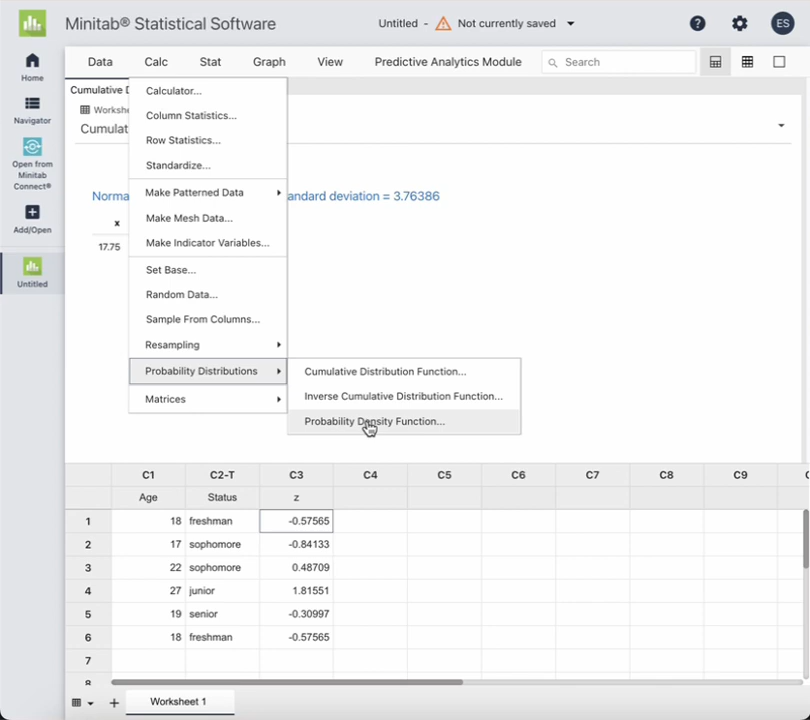 Minitab® Statistical Software
Untitled - Not currently saved
?
ES
Home
Navigator
Open from
Minitab
Connect®
Add/Open
Untitled
Data Calc Stat Graph View Predictive Analytics Module Search
Cumulative D
Workshe
Cumulat
Calculator...
Column Statistics...
Row Statistics...
Standardize...
Make Patterned Data
Make Mesh Data...
Make Indicator Variables...
Set Base...
Random Data...
Sample From Columns...
Resampling
Probability Distributions
Matrices
Cumulative Distribution Function...
Inverse Cumulative Distribution Function...
Probability Density Function...
Norma andard deviation = 3.76386
x
17.75
C1 C2-T C3 C4 C5 C6 C7 C8 C9
Age Status z
1 18 freshman -0.57565
2 17 sophomore -0.84133
3 22 sophomore 0.48709
4 27 junior 1.81551
5 19 senior -0.30997
6 18 freshman -0.57565
7
8
+ Worksheet 1